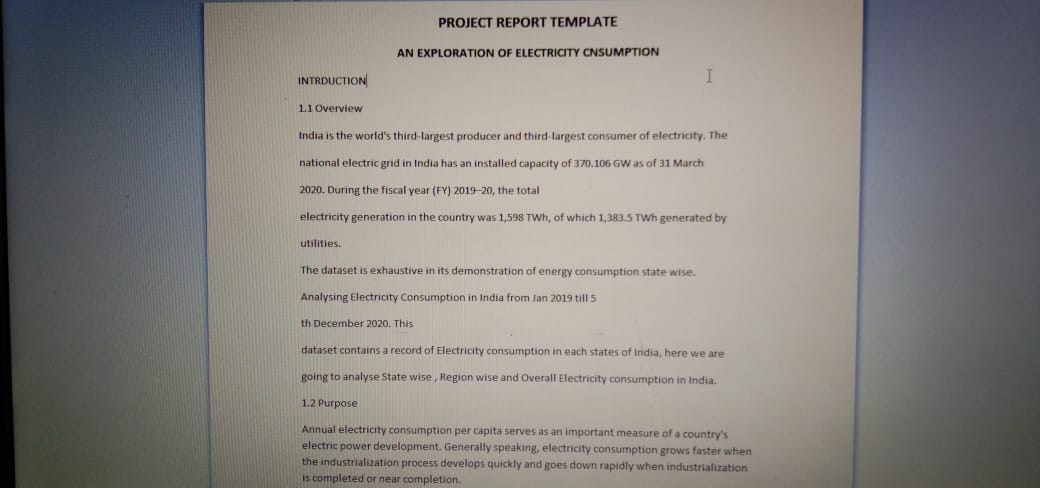 PROJECT REPORT TEMPLATE
AN EXPLORATION OF ELECTRICITY CNSUMPTION
INTRDUCTION
1.1 Overview
India is the world's third-largest producer and third-largest consumer of electricity. The
national electric grid in India has an installed capacity of 370.106 GW as of 31 March
2020. During the fiscal year (FY) 2019–20, the total
electricity generation in the country was 1,598 TWh, of which 1,383.5 TWh generated by
utilities.
The dataset is exhaustive in its demonstration of energy consumption state wise.
Analysing Electricity Consumption in India from Jan 2019 till 5
th December 2020. This
dataset contains a record of Electricity consumption in each states of India, here we are
going to analyse State wise , Region wise and Overall Electricity consumption in India.
1.2 Purpose
Annual electricity consumption per capita serves as an important measure of a country's
electric power development. Generally speaking, electricity consumption grows faster when
the industrialization process develops quickly and goes down rapidly when industrialization
is completed or near completion.